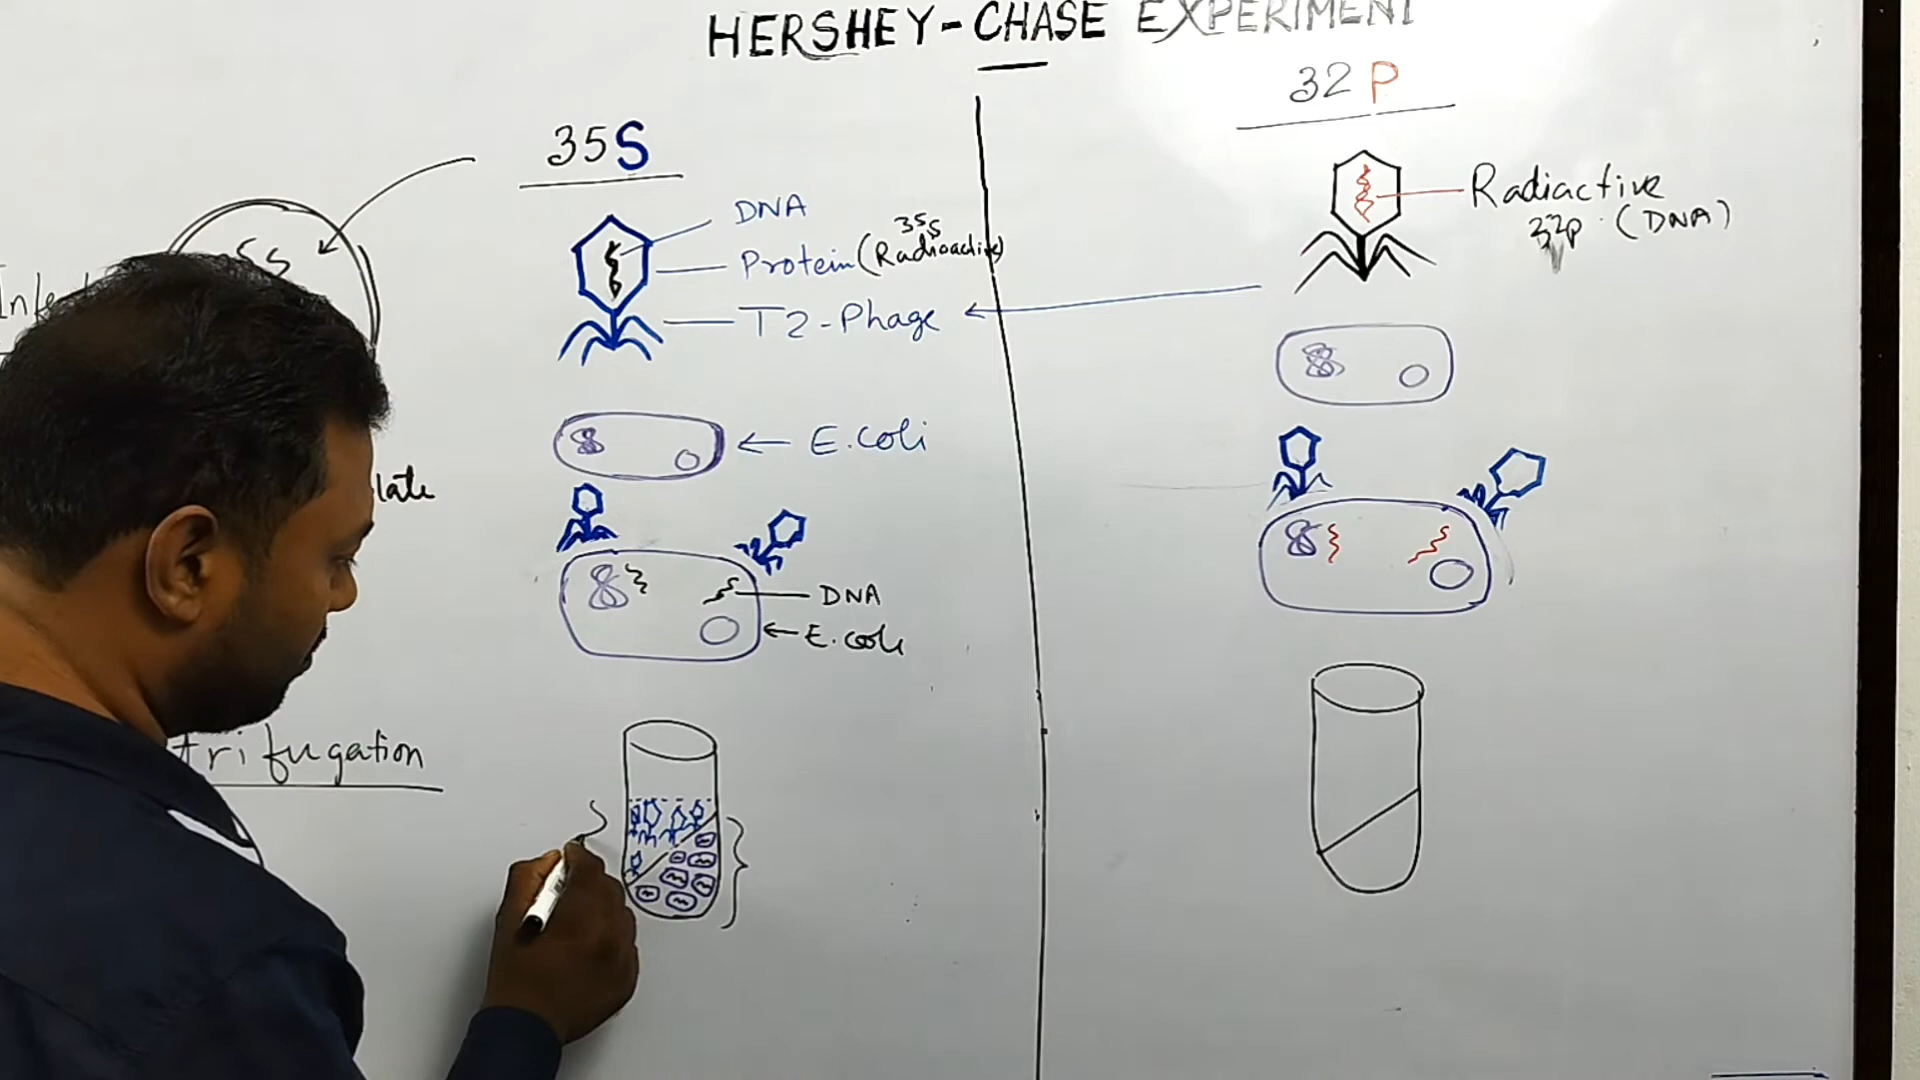 HERSHEY-CHASE EXPERIMENT
35S
DNA
35S
Protein (Radioactive)
T2-Phage
E.coli
late
DNA
E.coli
trifugation
32P
Radiactive
32p. (DNA)